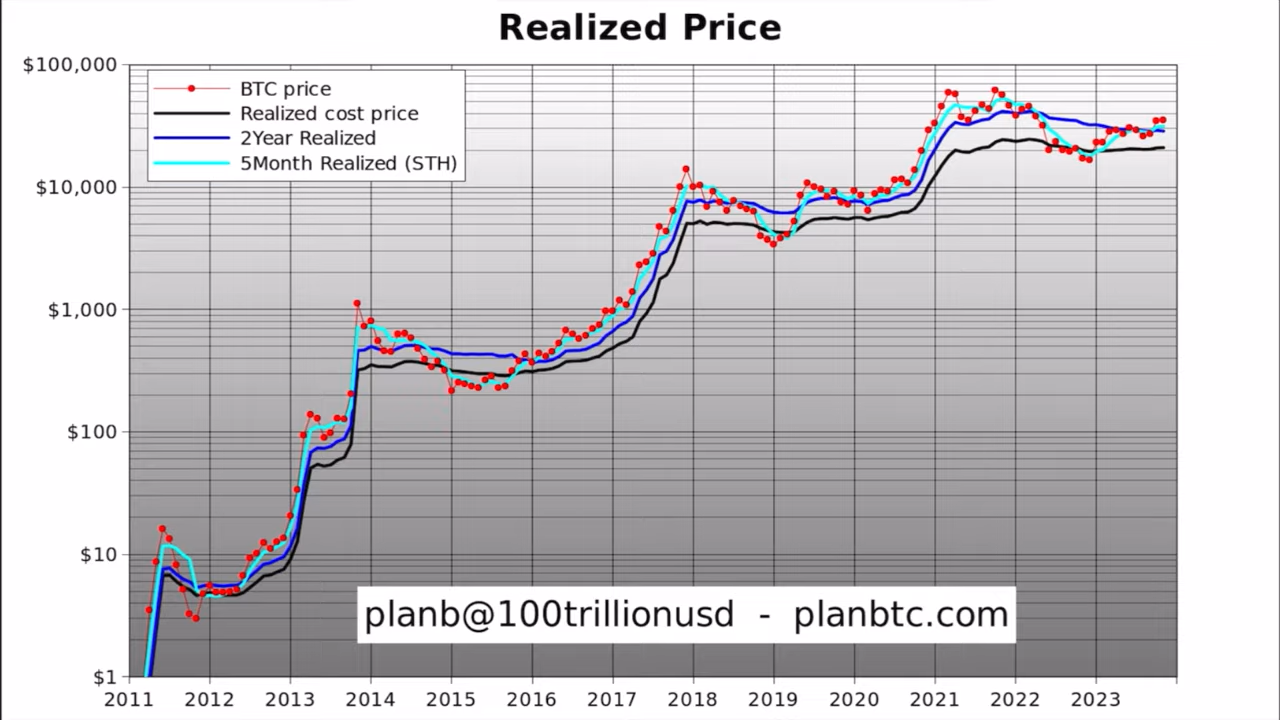 Realized Price
$100,000
$10,000
$1,000
$100
$10
$1
BTC price
Realized cost price
2Year Realized
5Month Realized (STH)
planb@100trillionusd - planbtc.com
2011 2012 2013 2014 2015 2016 2017 2018 2019 2020 2021 2022 2023